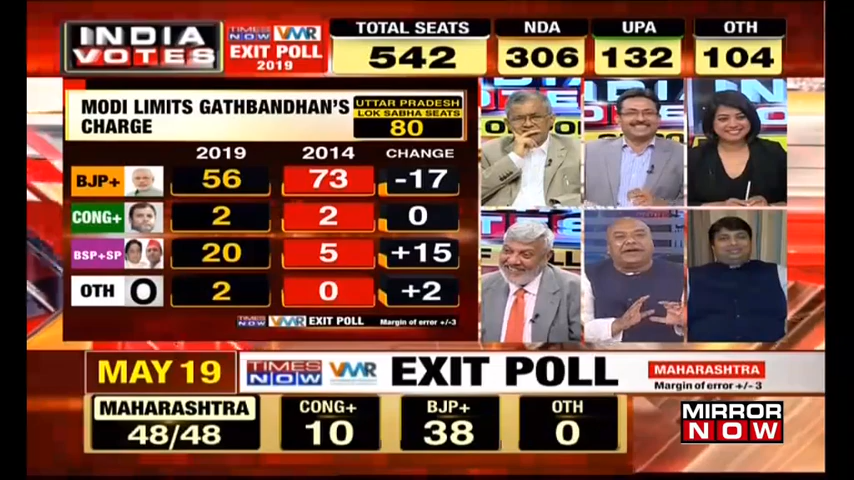 INDIA
VOTES
TIMES NOW VMR
EXIT POLL
2019
TOTAL SEATS NDA UPA OTH
542 306 132 104
MODI LIMITS GATHBANDHAN'S
CHARGE
UTTAR PRADESH
LOK SABHA SEATS
80
2019 2014 CHANGE
BJP+ 56 73 -17
CONG+ 2 2 0
BSP+SP 20 5 +15
OTH 0 2 0 +2
TIMES NOW VMR EXIT POLL Margin of error +/-3
MAY 19 TIMES NOW VMR EXIT POLL MAHARASHTRA
Margin of error +/- 3
MAHARASHTRA CONG+ BJP+ OTH
48/48 10 38 0
MIRROR
NOW